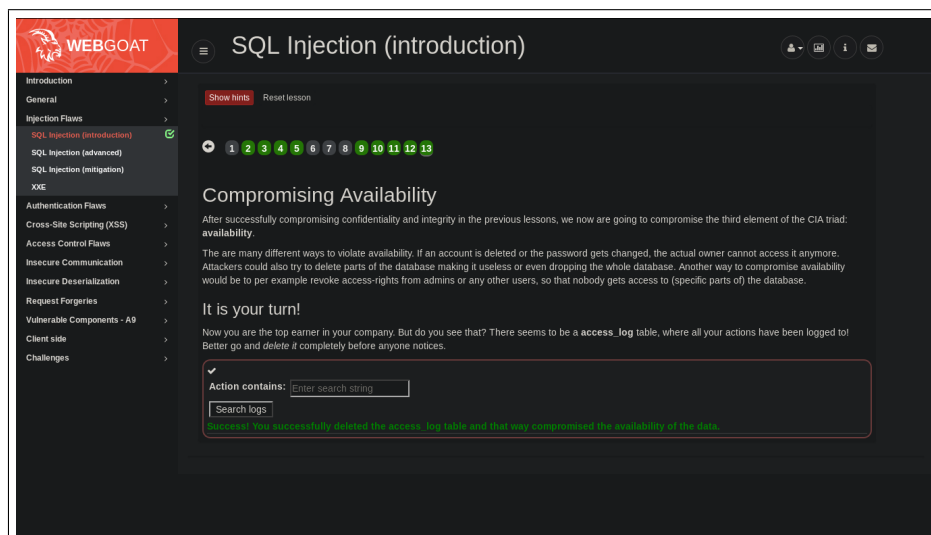 WEBGOAT
SQL Injection (introduction)
Introduction
General
Injection Flaws
SQL Injection (introduction)
SQL Injection (advanced)
SQL Injection (mitigation)
XXE
Authentication Flaws
Cross-Site Scripting (XSS)
Access Control Flaws
Insecure Communication
Insecure Deserialization
Request Forgeries
Vulnerable Components - A9
Client side
Challenges
Show hints Reset lesson
1 2 3 4 5 6 7 8 9 10 11 12 13
Compromising Availability
After successfully compromising confidentiality and integrity in the previous lessons, we now are going to compromise the third element of the CIA triad:
availability.
The are many different ways to violate availability. If an account is deleted or the password gets changed, the actual owner cannot access it anymore.
Attackers could also try to delete parts of the database making it useless or even dropping the whole database. Another way to compromise availability
would be to per example revoke access-rights from admins or any other users, so that nobody gets access to (specific parts of) the database.
It is your turn!
Now you are the top earner in your company. But do you see that? There seems to be a access_log table, where all your actions have been logged to!
Better go and delete it completely before anyone notices.
Action contains: Enter search string
Search logs
Success! You successfully deleted the access_log table and that way compromised the availability of the data.